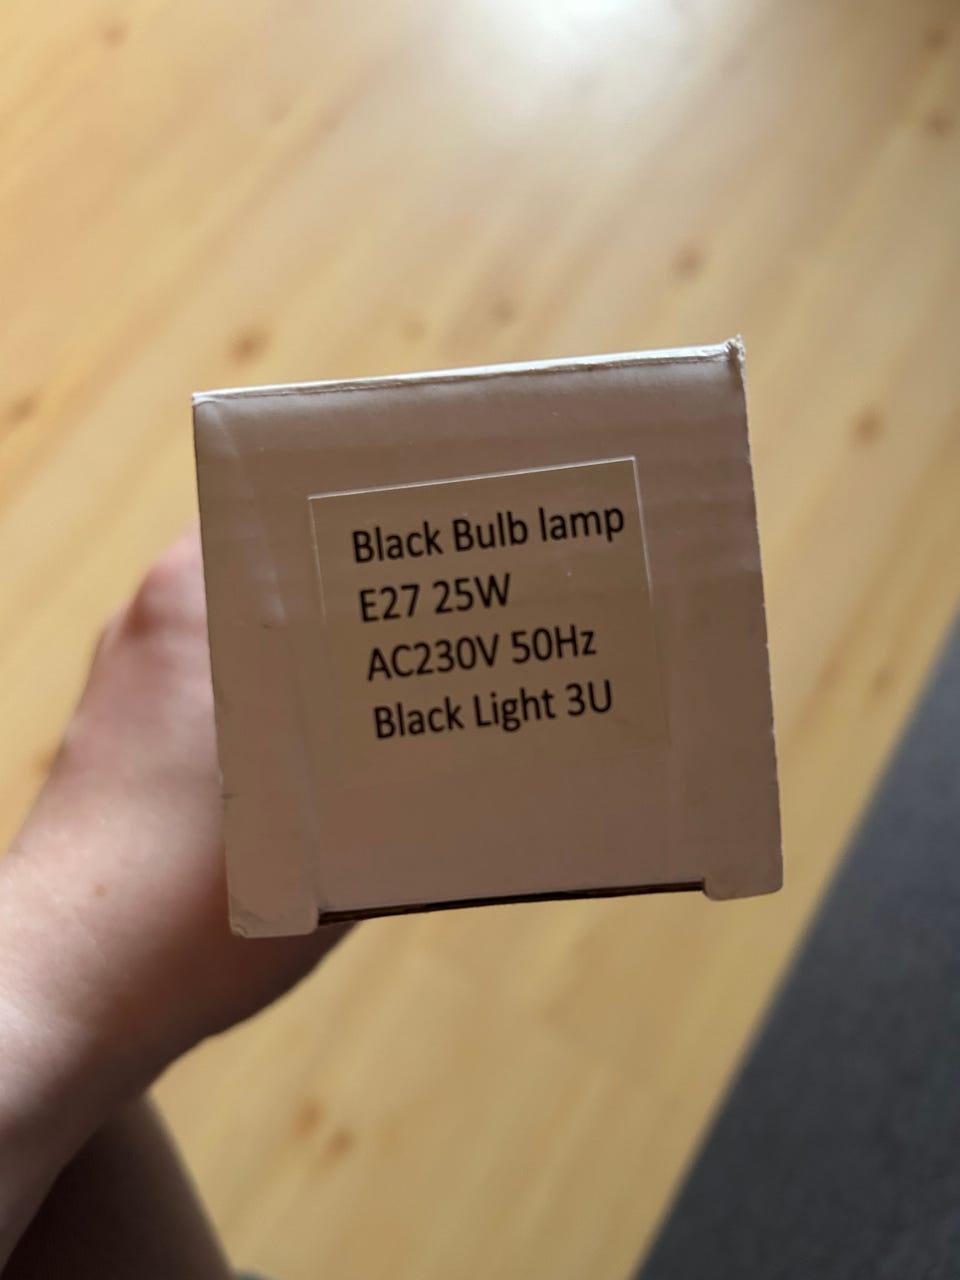 Black Bulb lamp
E27 25W
AC230V 50Hz
Black Light 3U